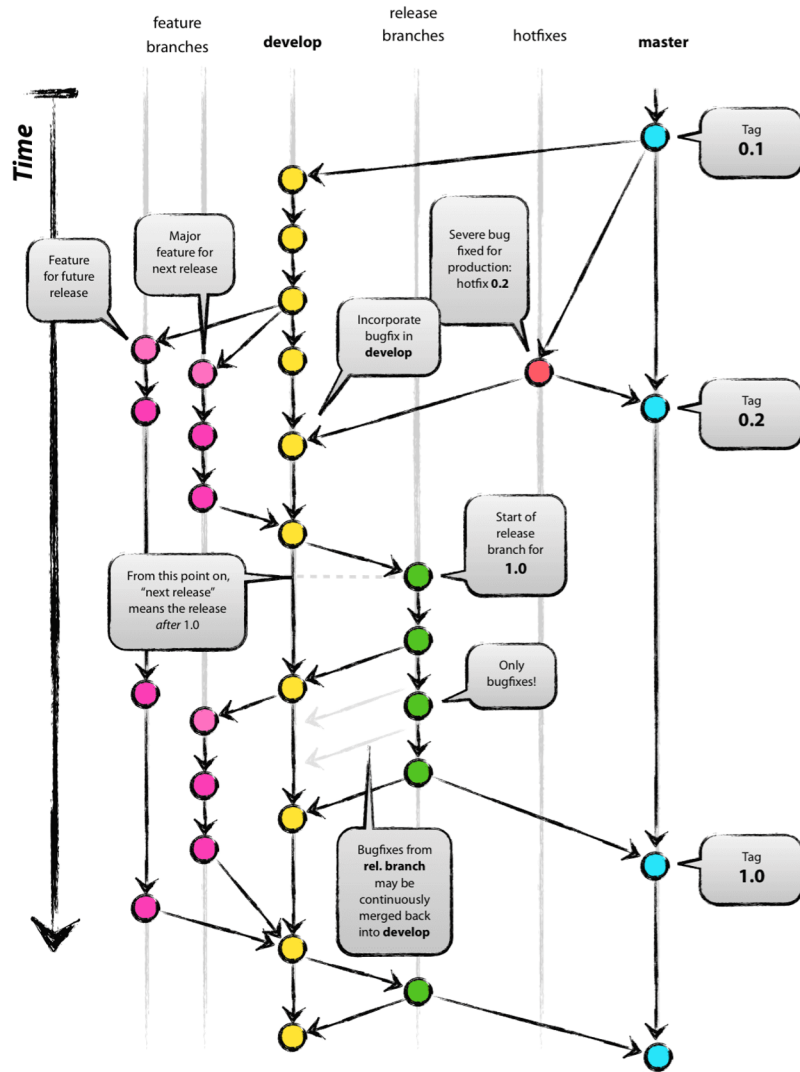 feature
branches
develop
release
branches
hotfixes
master
Time
Tag
0.1
Major
feature for
next release
Severe bug
fixed for
production:
hotfix 0.2
Feature
for future
release
Incorporate
bugfix in
develop
Tag
0.2
Start of
release
branch for
1.0
From this point on,
“next release”
means the release
after 1.0
Only
bugfixes!
Bugfixes from
rel. branch
may be
continuously
merged back
into develop
Tag
1.0